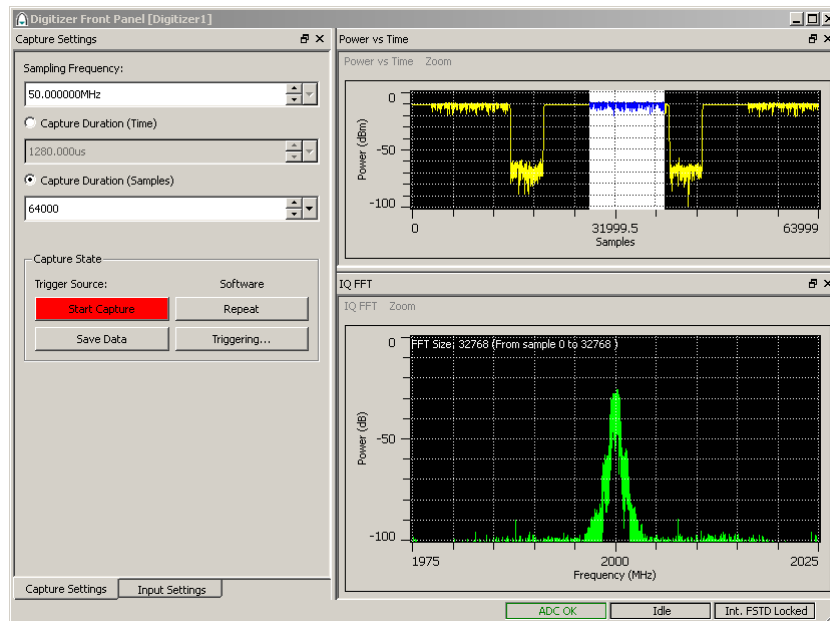 Digitizer Front Panel [Digitizer1]
Capture Settings
Sampling Frequency:
50.000000MHz
Capture Duration (Time)
1280.000us
Capture Duration (Samples)
64000
Capture State
Trigger Source: Software
Start Capture Repeat
Save Data Triggering...
Capture Settings Input Settings
Power vs Time
Power vs Time Zoom
Power (dBm)
0
-50
-100
0 31999.5 63999
Samples
IQ FFT
IQ FFT Zoom
FFT Size: 32768 (From sample 0 to 32768 )
Power (dB)
0
-50
-100
1975 2000 2025
Frequency (MHz)
ADC OK Idle Int. FSTD Locked